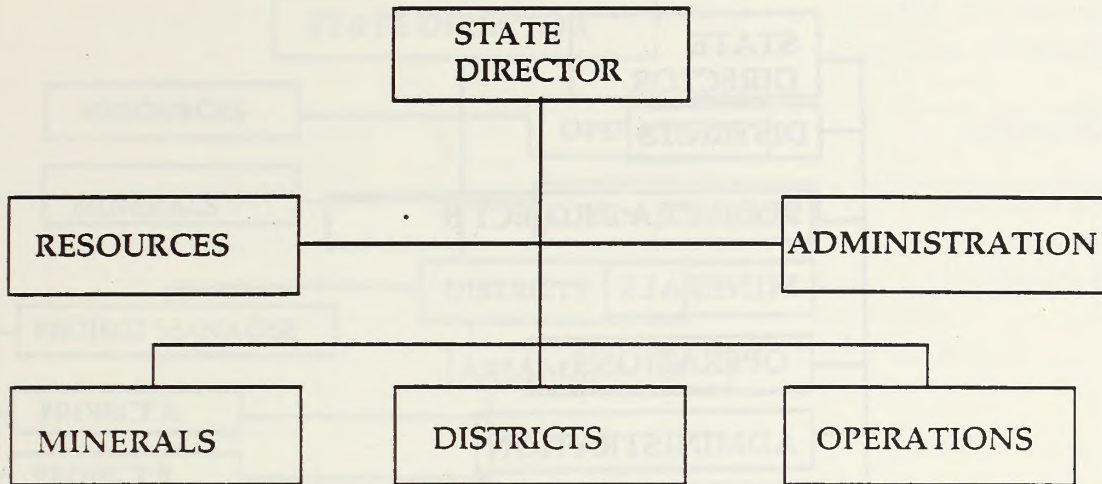 STATE
DIRECTOR
RESOURCES
ADMINISTRATION
MINERALS
DISTRICTS
OPERATIONS